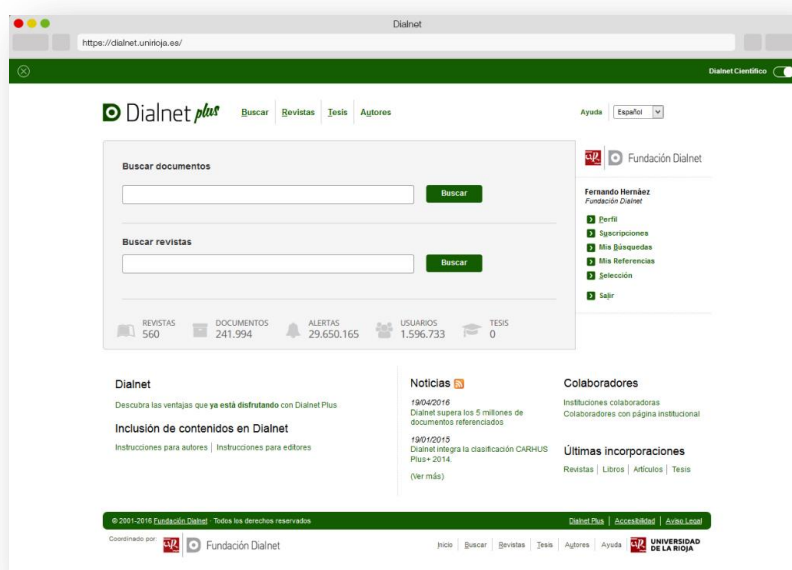 Dialnet
https://dialnet.unirioja.es/
Dialnet Científico
Dialnet plus
Buscar
Revistas
Tesis
Autores
Ayuda
Español
Buscar documentos
Buscar
Buscar revistas
Buscar
REVISTAS
560
DOCUMENTOS
241.994
ALERTAS
29.650.165
USUARIOS
1.596.733
TESIS
0
Fundación Dialnet
Fernando Hernáez
Fundación Dialnet
Perfil
Suscripciones
Mis Búsquedas
Mis Referencias
Selección
Salir
Dialnet
Descubra las ventajas que ya está disfrutando con Dialnet Plus
Inclusión de contenidos en Dialnet
Instrucciones para autores | Instrucciones para editores
Noticias
19/04/2016
Dialnet supera los 5 millones de
documentos referenciados
19/01/2015
Dialnet integra la clasificación CARHUS
Plus+ 2014.
(Ver más)
Colaboradores
Instituciones colaboradoras
Colaboradores con página institucional
Últimas incorporaciones
Revistas | Libros | Artículos | Tesis
© 2001-2016 Fundación Dialnet · Todos los derechos reservados
Dialnet Plus | Accesibilidad | Aviso Legal
Coordinado por:
Fundación Dialnet
Inicio | Buscar | Revistas | Tesis | Autores | Ayuda
UNIVERSIDAD
DE LA RIOJA